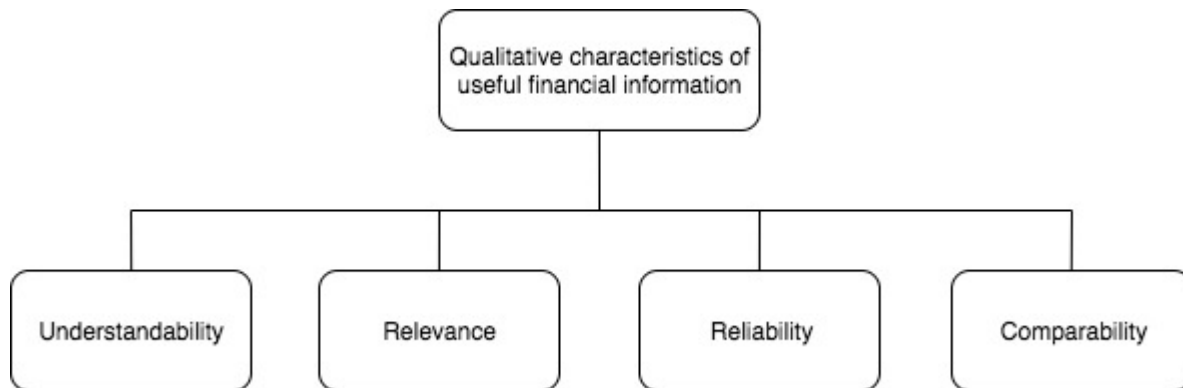 Qualitative characteristics of
useful financial information
Understandability
Relevance
Reliability
Comparability